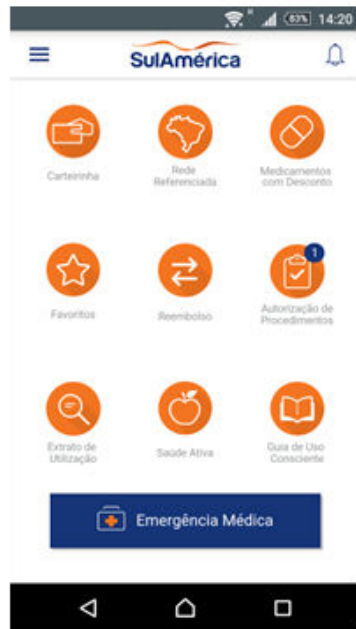 63% 14:20
SulAmérica
Carteirinha
Rede
Referenciada
Medicamentos
com Desconto
1
Favoritos
Reembolso
Autorização de
Procedimentos
Extrato de
Utilização
Saúde Ativa
Guia de Uso
Consciente
Emergência Médica